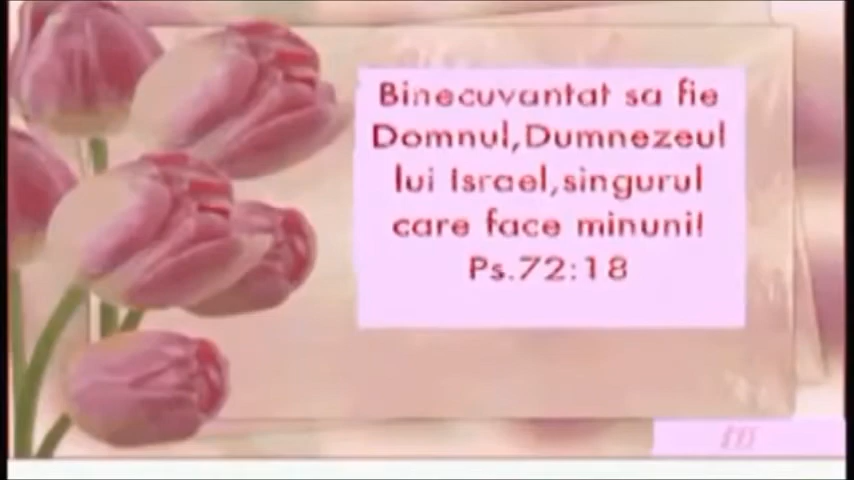 Binecuvantat sa fie
Domnul,Dumnezeul
lui Israel,singurul
care face minuni!
Ps.72:18